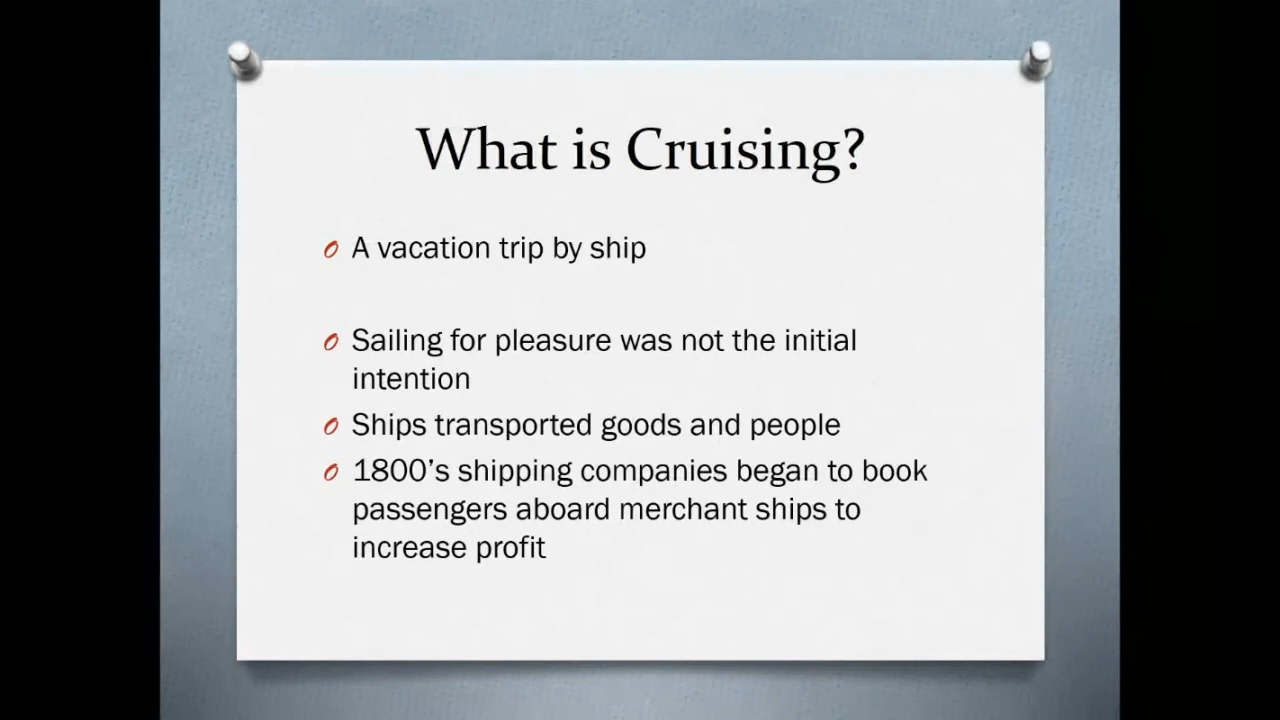 What is Cruising?
A vacation trip by ship
Sailing for pleasure was not the initial
intention
Ships transported goods and people
1800’s shipping companies began to book
passengers aboard merchant ships to
increase profit